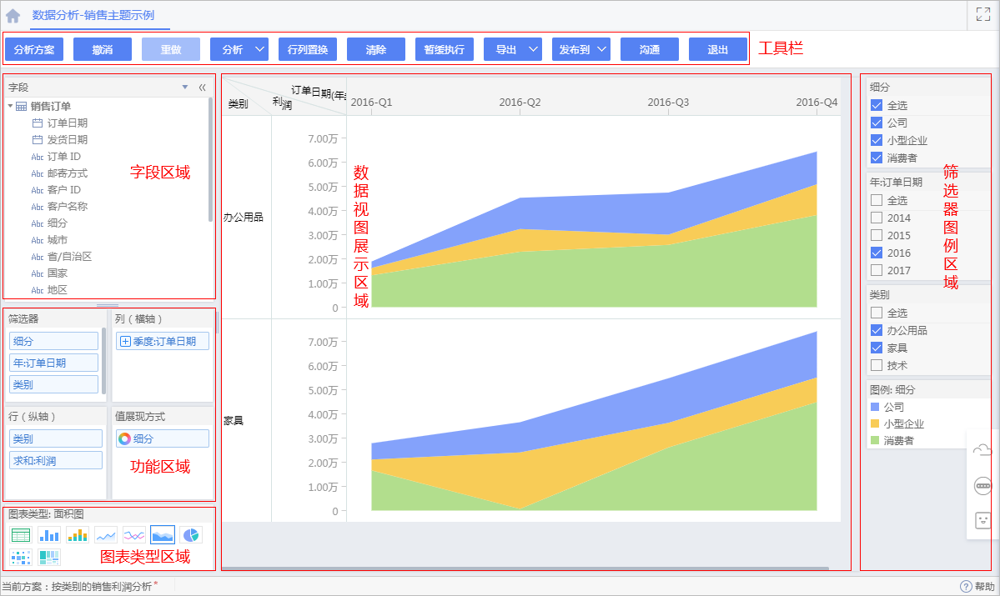 数据分析-销售主题示例
分析方案 撤消 重做 分析 行列置换 清除 暂缓执行 导出 发布到 沟通 退出 工具栏
字段
销售订单
订单日期
发货日期
Abc 订单 ID
Abc 邮寄方式
Abc 客户 ID
Abc 客户名称
Abc 细分
Abc 城市
Abc 省/自治区
Abc 国家
Abc 地区
字段区域
筛选器
细分
年:订单日期
类别
列（横轴）
季度:订单日期
行（纵轴）
类别
求和:利润
值展现方式
细分
功能区域
图表类型: 面积图
图表类型区域
类别 利润 订单日期(年
2016-Q1 2016-Q2 2016-Q3 2016-Q4
办公用品
7.00万
6.00万
5.00万
4.00万
3.00万
2.00万
1.00万
0
家具
7.00万
6.00万
5.00万
4.00万
3.00万
2.00万
1.00万
0
数据视图展示区域
细分
全选
公司
小型企业
消费者
年:订单日期
全选
2014
2015
2016
2017
类别
全选
办公用品
家具
技术
图例: 细分
公司
小型企业
消费者
筛选器图例区域
当前方案：按类别的销售利润分析*
? 帮助